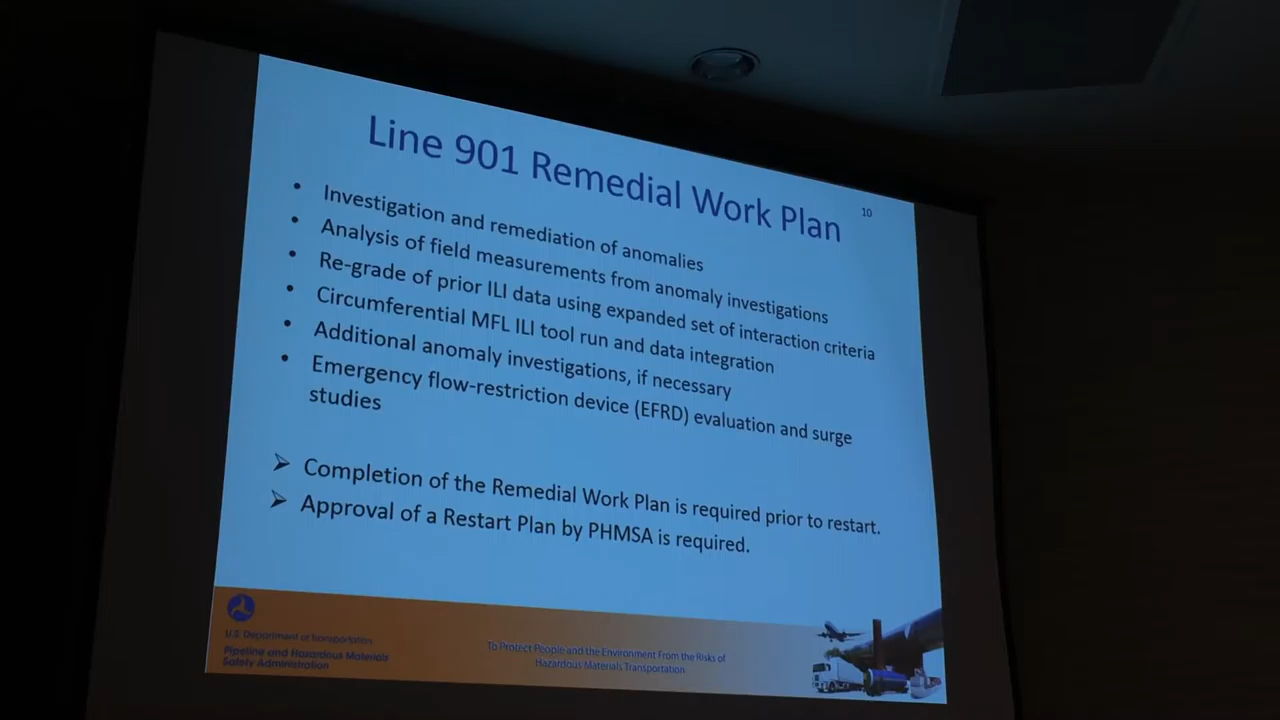 Line 901 Remedial Work Plan
10
• Investigation and remediation of anomalies
• Analysis of field measurements from anomaly investigations
• Re-grade of prior ILI data using expanded set of interaction criteria
• Circumferential MFL ILI tool run and data integration
• Additional anomaly investigations, if necessary
• Emergency flow-restriction device (EFRD) evaluation and surge
studies
➢ Completion of the Remedial Work Plan is required prior to restart.
➢ Approval of a Restart Plan by PHMSA is required.
U.S. Department of Transportation
Pipeline and Hazardous Materials
Safety Administration
To Protect People and the Environment From the Risks of
Hazardous Materials Transportation